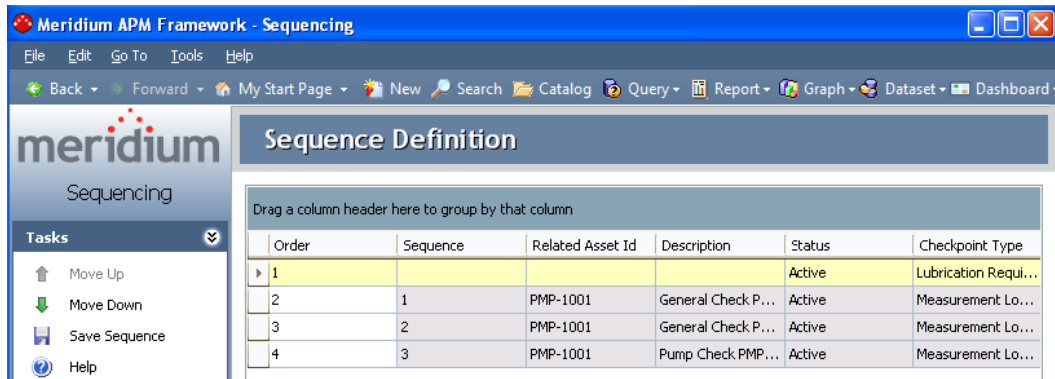 Meridium APM Framework - Sequencing
File Edit Go To Tools Help
Back Forward My Start Page New Search Catalog Query Report Graph Dataset Dashboard
meridium
Sequence Definition
Sequencing
Drag a column header here to group by that column
Tasks
Order Sequence Related Asset Id Description Status Checkpoint Type
Move Up
1 Active Lubrication Requi...
Move Down
2 1 PMP-1001 General Check P... Active Measurement Lo...
Save Sequence
3 2 PMP-1001 General Check P... Active Measurement Lo...
Help
4 3 PMP-1001 Pump Check PMP... Active Measurement Lo...